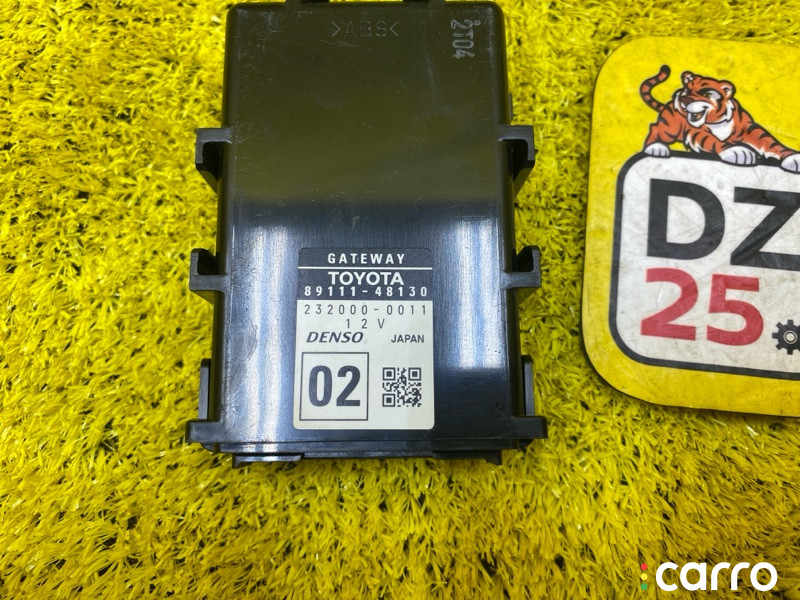 >ABS<
2T04
GATEWAY
TOYOTA
89111-48130
232000-0011
12V
DENSO JAPAN
02
DZ
25
carro